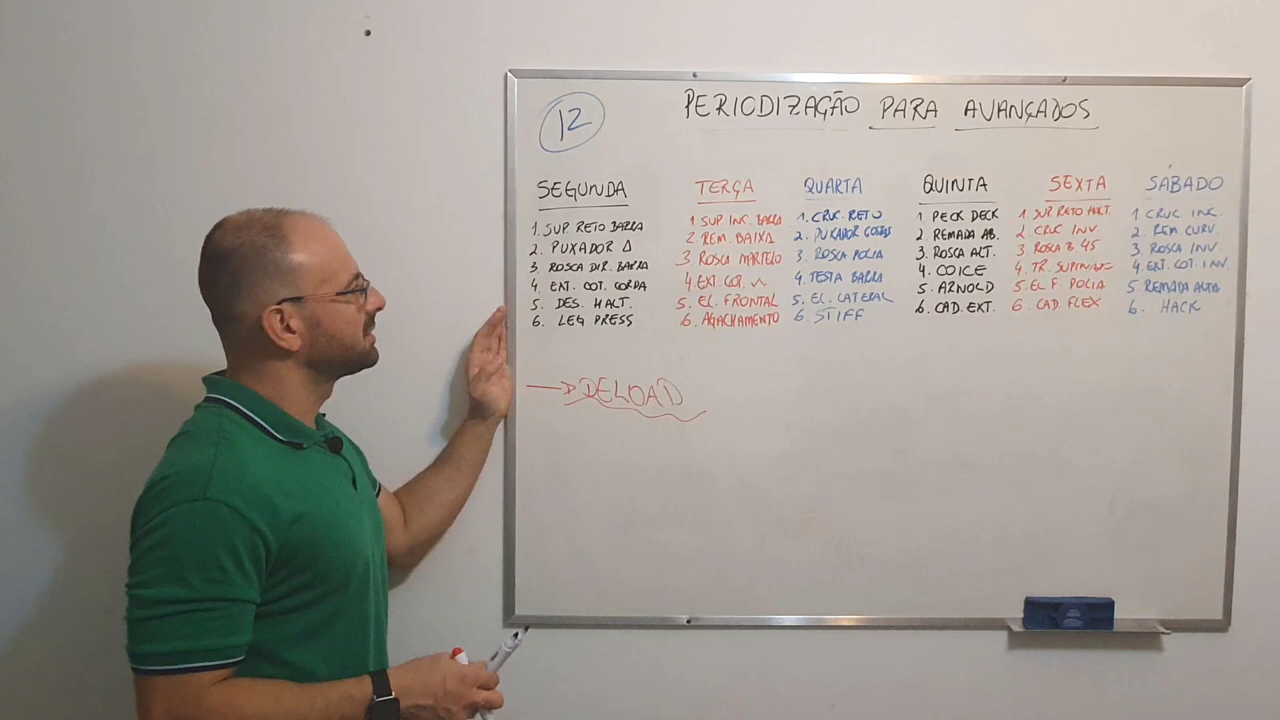 12
PERIODIZAÇÃO PARA AVANÇADOS
SEGUNDA
1. SUP. RETO BARRA
2. PUXADOR Δ
3. ROSCA DIR. BARRA
4. EXT. COT. CORDA
5. DES. HALT.
6. LEG PRESS
TERÇA
1 SUP. INC. BARRA
2. REM. BAIXA
3. ROSCA MARTELO
4 EXT. COT. ^
5. EL. FRONTAL
6. AGACHAMENTO
QUARTA
1. CRUC. RETO
2. PUXADOR COSTAS
3. ROSCA POLIA
4. TESTA BARRA
5. EL. LATERAL
6. STIFF
QUINTA
1 PECK DECK
2. REMADA AB.
3. ROSCA ALT.
4. COICE
5. ARNOLD
6. CAD. EXT.
SEXTA
1 SUP. RETO HALT.
2. CRUC INV.
3. ROSCA B 45
4. TR. SUPINADO
5. EL F. POLIA
6. CAD. FLEX
SÁBADO
1 CRUC INC.
2. REM CURV.
3. ROSCA INV.
4 EXT. COT. INV.
5 REMADA ALTA
6. HACK
→ DELOAD